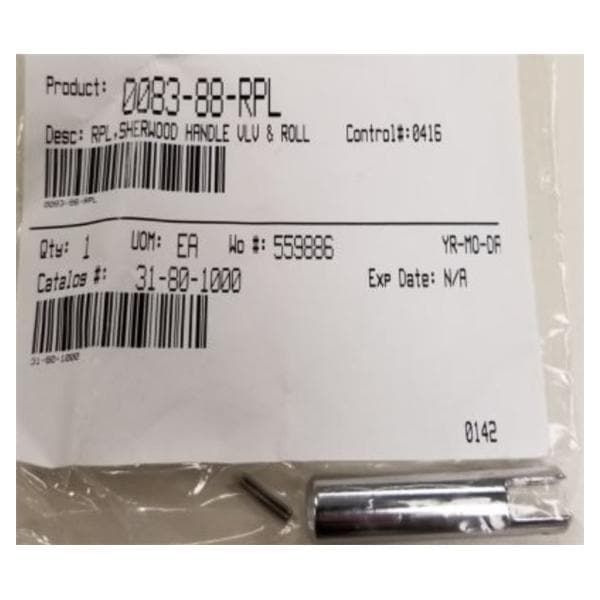 Product: 0083-88-RPL
Desc: RPL,SHERWOOD HANDLE VLV & ROLL Control#:0416
0083-88-RPL
Qty: 1 UOM: EA Wo #: 559886 YR-MO-DA
Catalog #: 31-80-1000 Exp Date: N/A
31-80-1000
0142